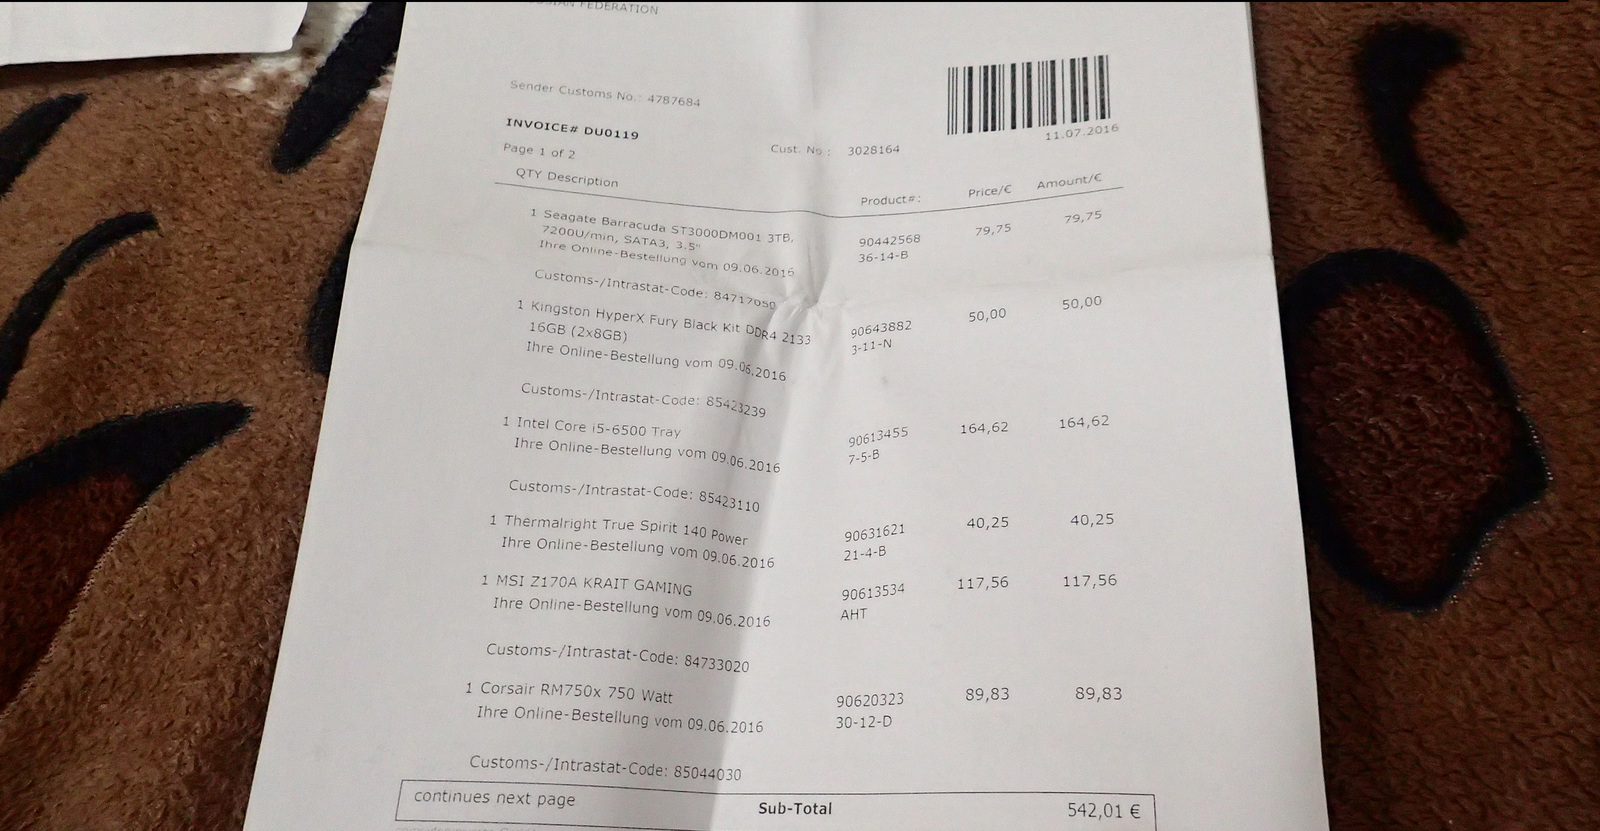 FEDERATION
Sender Customs No.: 4787684
11.07.2016
INVOICE# DU0119
Cust. No : 3028164
Page 1 of 2
QTY Description Product#: Price/€ Amount/€
1 Seagate Barracuda ST3000DM001 3TB, 90442568 79,75 79,75
7200U/min, SATA3, 3.5" 36-14-B
Ihre Online-Bestellung vom 09.06.2016
Customs-/Intrastat-Code: 84717050
1 Kingston HyperX Fury Black Kit DDR4 2133 90643882 50,00 50,00
16GB (2x8GB) 3-11-N
Ihre Online-Bestellung vom 09.06.2016
Customs-/Intrastat-Code: 85423239
1 Intel Core i5-6500 Tray 90613455 164,62 164,62
Ihre Online-Bestellung vom 09.06.2016 7-5-B
Customs-/Intrastat-Code: 85423110
1 Thermalright True Spirit 140 Power 90631621 40,25 40,25
Ihre Online-Bestellung vom 09.06.2016 21-4-B
1 MSI Z170A KRAIT GAMING 90613534 117,56 117,56
Ihre Online-Bestellung vom 09.06.2016 AHT
Customs-/Intrastat-Code: 84733020
1 Corsair RM750x 750 Watt 90620323 89,83 89,83
Ihre Online-Bestellung vom 09.06.2016 30-12-D
Customs-/Intrastat-Code: 85044030
continues next page Sub-Total 542,01 €